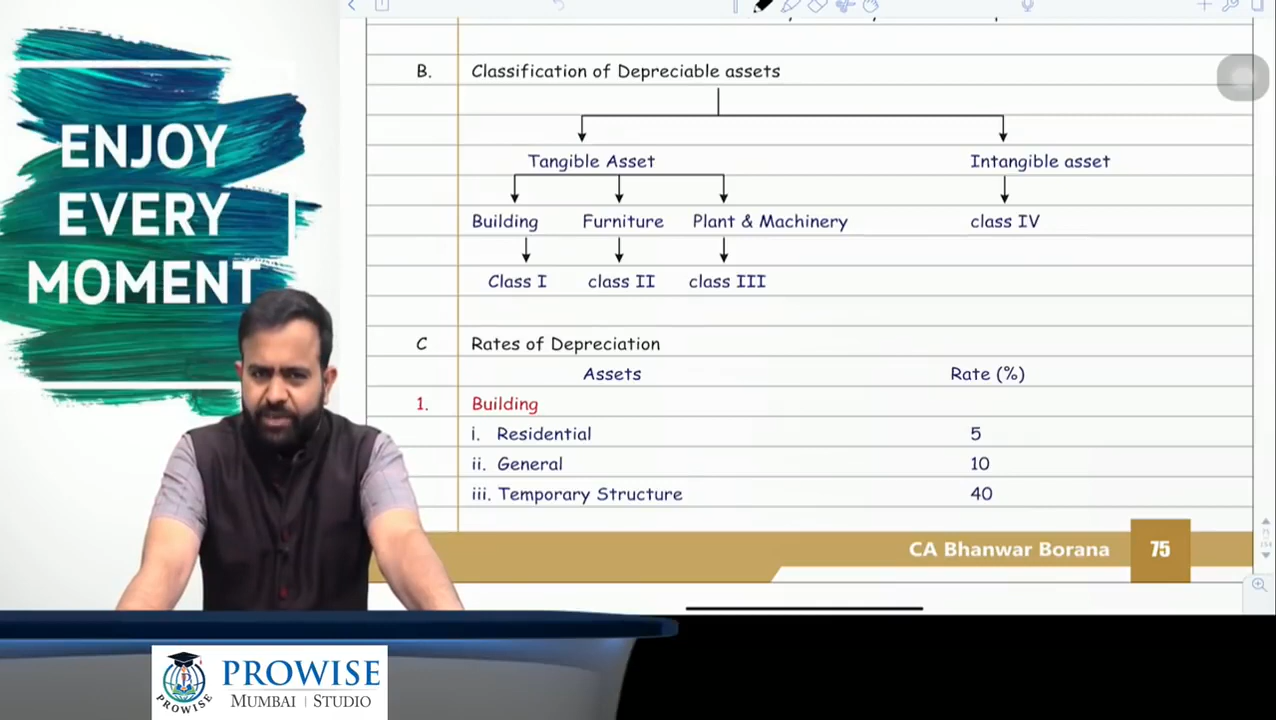 ENJOY
EVERY
MOMENT
B. Classification of Depreciable assets
Tangible Asset Intangible asset
Building Furniture Plant & Machinery class IV
Class I class II class III
C Rates of Depreciation
Assets Rate (%)
1. Building
i. Residential 5
ii. General 10
iii. Temporary Structure 40
CA Bhanwar Borana 75
PROWISE
PROWISE
MUMBAI | STUDIO